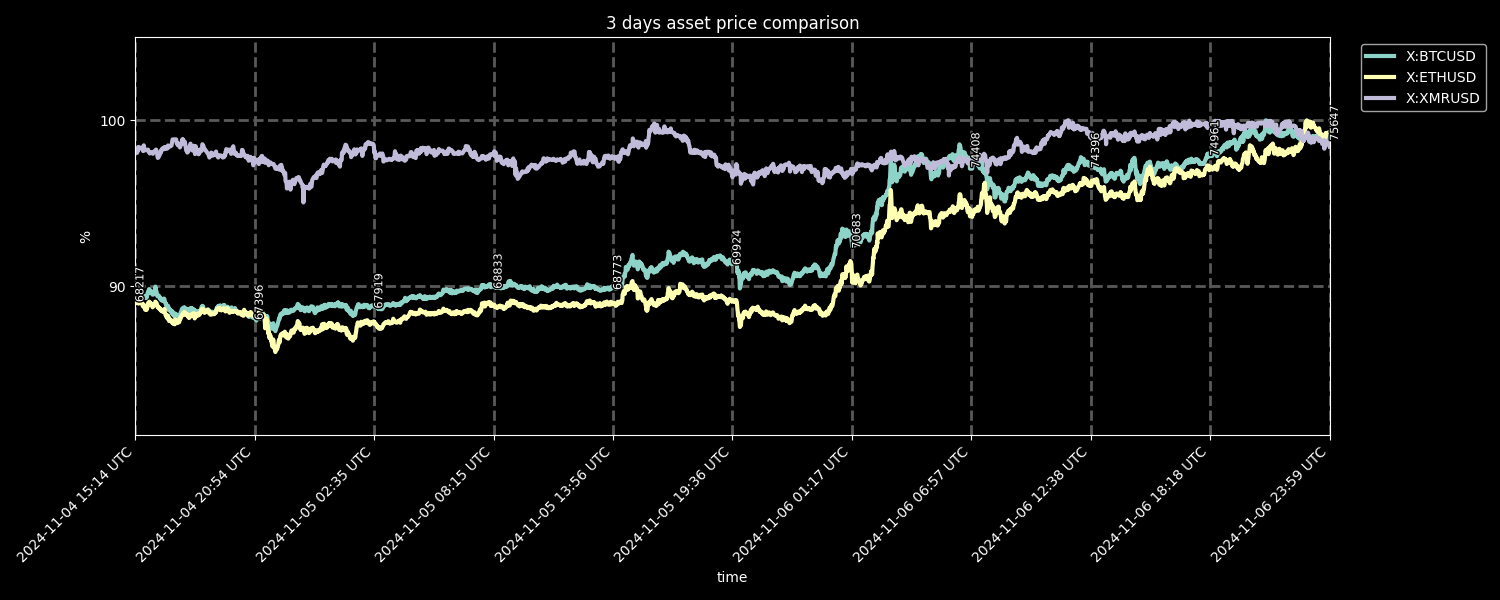 3 days asset price comparison
X:BTCUSD
X:ETHUSD
X:XMRUSD
100
90
%
68217
67396
67919
68833
68773
69924
70683
74408
74396
74961
75647
2024-11-04 15:14 UTC
2024-11-04 20:54 UTC
2024-11-05 02:35 UTC
2024-11-05 08:15 UTC
2024-11-05 13:56 UTC
2024-11-05 19:36 UTC
2024-11-06 01:17 UTC
2024-11-06 06:57 UTC
2024-11-06 12:38 UTC
2024-11-06 18:18 UTC
2024-11-06 23:59 UTC
time